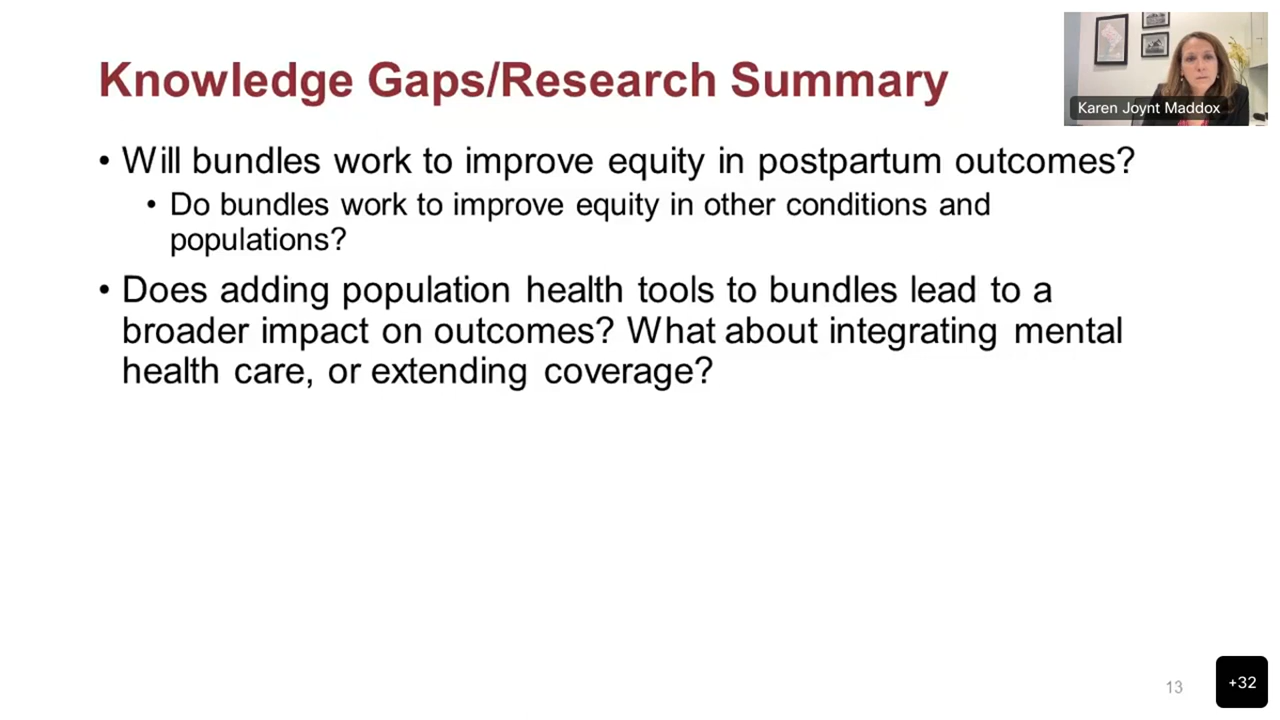 Knowledge Gaps/Research Summary
Karen Joynt Maddox
• Will bundles work to improve equity in postpartum outcomes?
• Do bundles work to improve equity in other conditions and
populations?
• Does adding population health tools to bundles lead to a
broader impact on outcomes? What about integrating mental
health care, or extending coverage?
13
+32